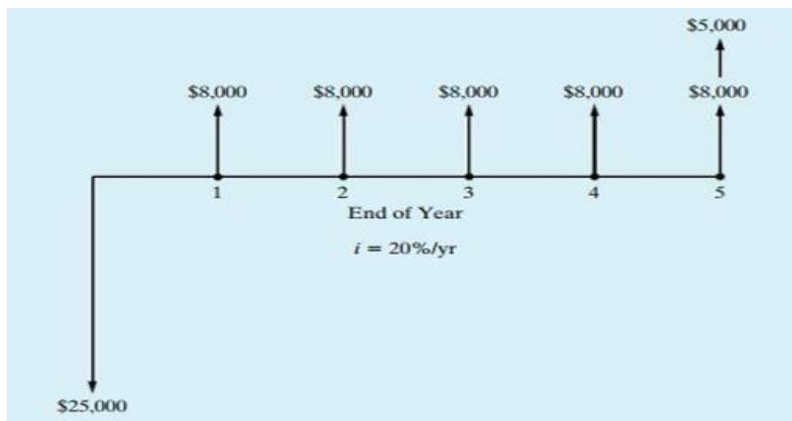 $5,000
$8,000 $8,000 $8,000 $8,000 $8,000
1 2 3 4 5
End of Year
i = 20%/yr
$25,000